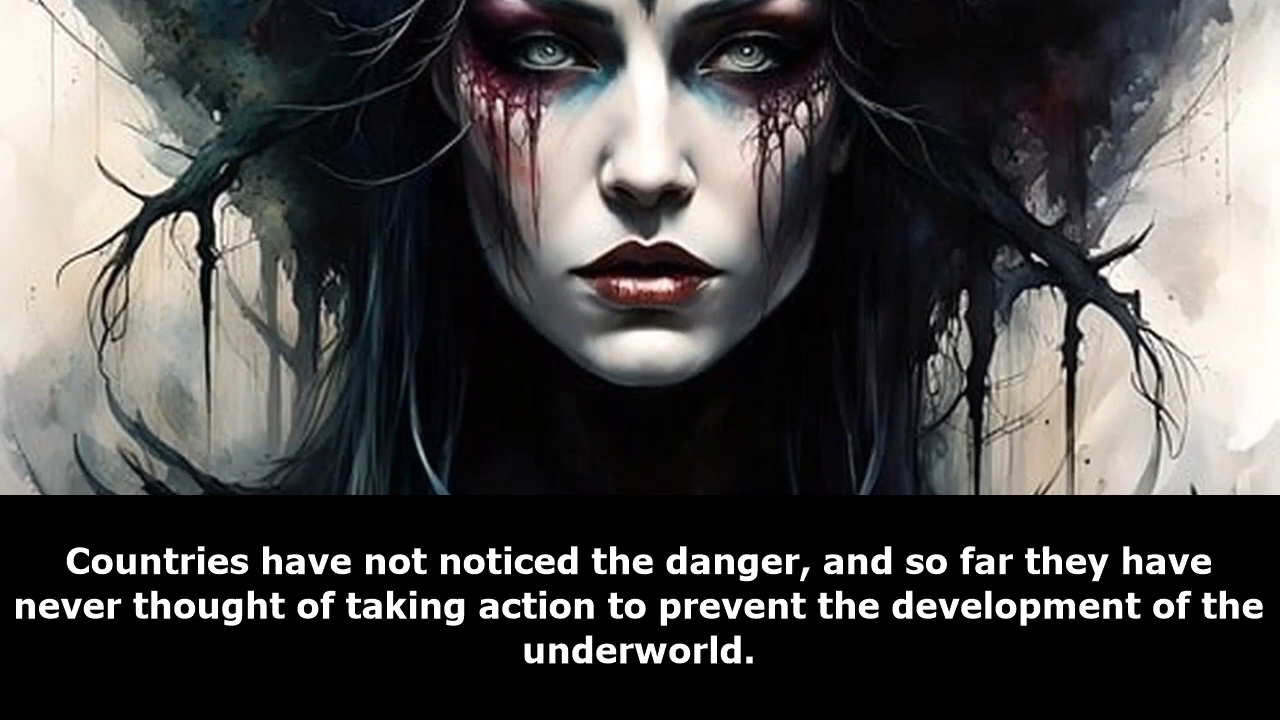 Countries have not noticed the danger, and so far they have
never thought of taking action to prevent the development of the
underworld.